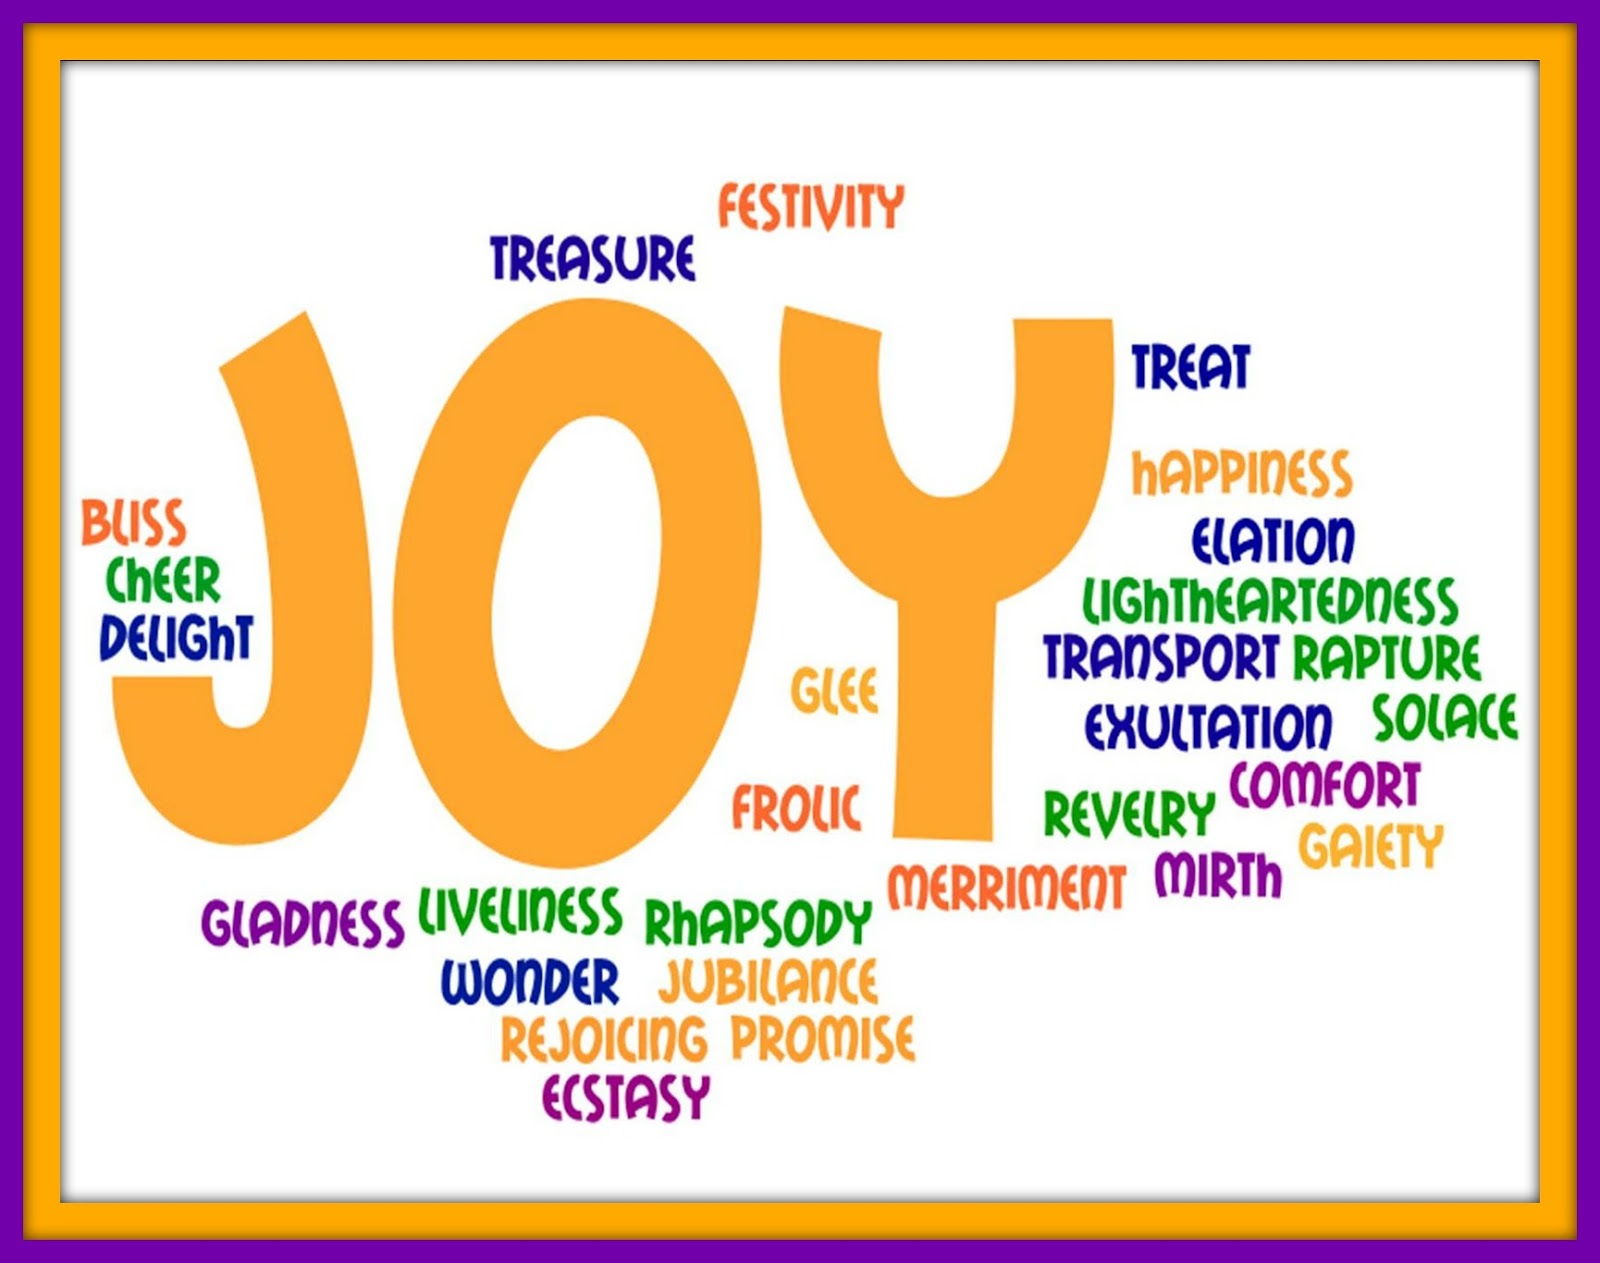 FESTIVITY
TREASURE
JOY
TREAT
hAPPINESS
BLISS
ELATION
ChEER
LIGhThEARTEDNESS
DELIGhT
TRANSPORT RAPTURE
GLEE
EXULTATION SOLACE
COMFORT
FROLIC
REVELRY
GAIETY
MERRIMENT MIRTh
GLADNESS LIVELINESS RhAPSODY
WONDER JUBILANCE
REJOICING PROMISE
ECSTASY